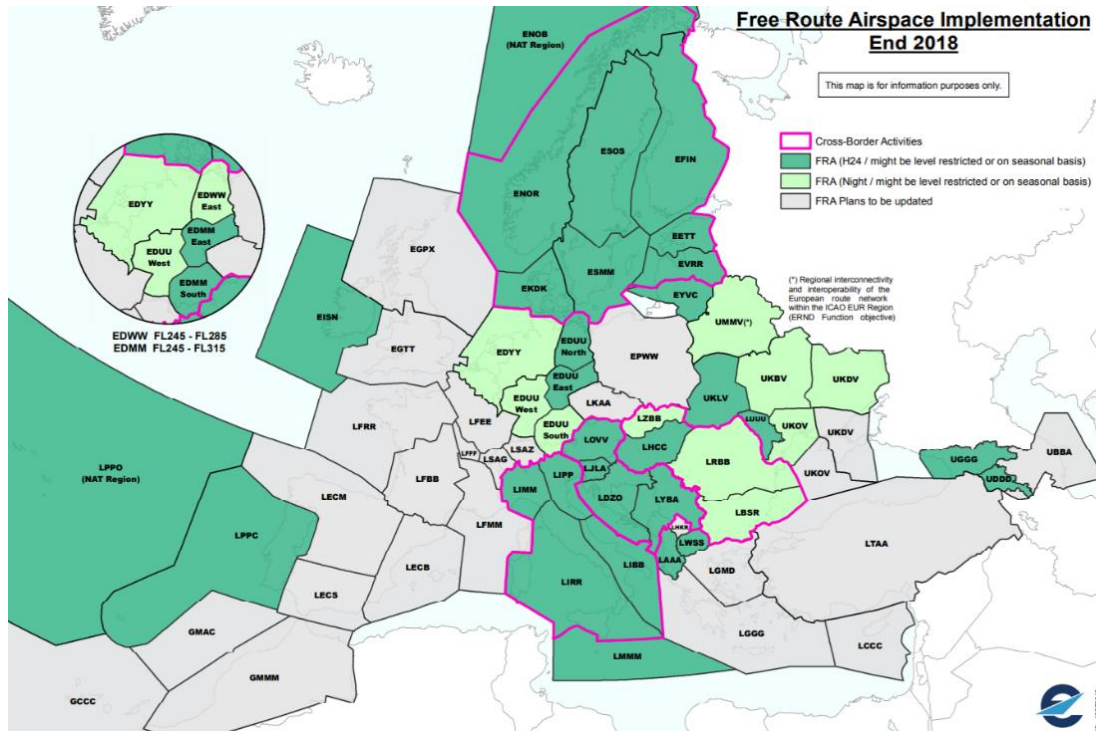 Free Route Airspace Implementation
End 2018
This map is for information purposes only.
Cross-Border Activities
FRA (H24 / might be level restricted or on seasonal basis)
FRA (Night / might be level restricted or on seasonal basis)
FRA Plans to be updated
ENOB
(NAT Region)
ESOS
EFIN
ENOR
EDYY
EDWW
East
EDMM
East
EDUU
West
EDMM
South
EDWW FL245 - FL285
EDMM FL245 - FL315
EGPX
EETT
EVRR
EKDK
ESMM
EYVC
(*) Regional interconnectivity
and interoperability of the
European route network
within the ICAO EUR Region
(ERND Function objective)
EISN
UMMV(*)
EGTT
EDYY
EDUU
North
EPWW
EDUU
East
UKBV
UKDV
EDUU
West
LKAA
UKLV
LFRR
LFEE
EDUU
South
LZBB
LUUU
UKOV
UKDV
LFFF
LSAG
LSAZ
LOVV
LHCC
UBBA
UGGG
UDDD
LPPO
(NAT Region)
LFBB
LIMM
LIPP
LJLA
LRBB
UKOV
LECM
LDZO
LYBA
LFMM
LBSR
LPPC
LWSS
LTAA
LECB
LIRR
LIBB
LAAA
LGMD
LECS
GMAC
LGGG
LCCC
LMMM
GMMM
GCCC